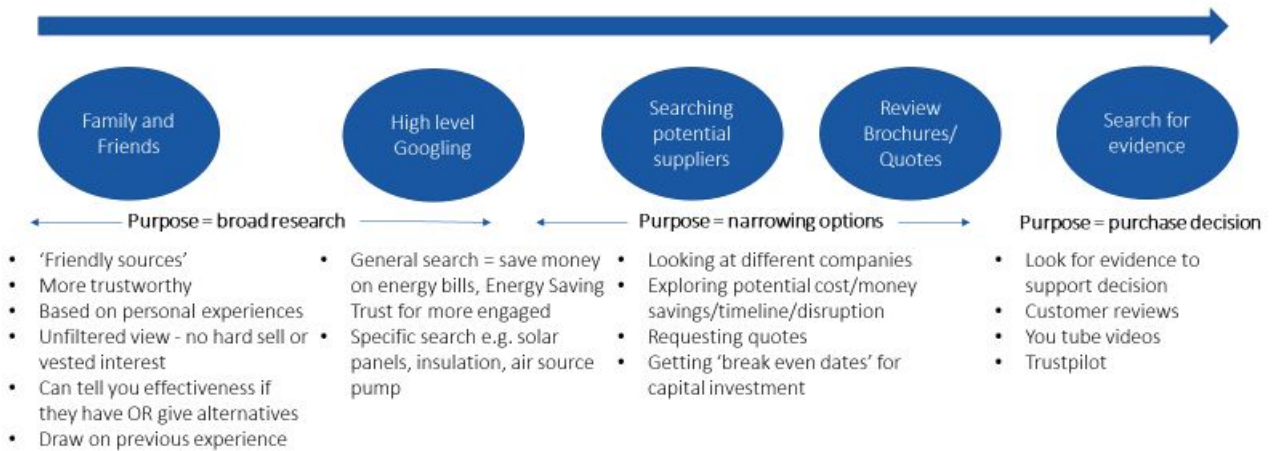 Family and
Friends
High level
Googling
Searching
potential
suppliers
Review
Brochures/
Quotes
Search for
evidence
Purpose = broad research
Purpose = narrowing options
Purpose = purchase decision
• 'Friendly sources'
• More trustworthy
• Based on personal experiences
• Unfiltered view - no hard sell or
vested interest
• Can tell you effectiveness if
they have OR give alternatives
• Draw on previous experience
• General search = save money
on energy bills, Energy Saving
Trust for more engaged
• Specific search e.g. solar
panels, insulation, air source
pump
• Looking at different companies
• Exploring potential cost/money
savings/timeline/disruption
• Requesting quotes
• Getting 'break even dates' for
capital investment
• Look for evidence to
support decision
• Customer reviews
• You tube videos
• Trustpilot